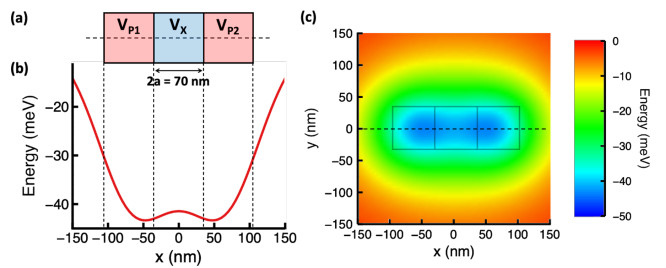 (a)
V_P1 V_X V_P2
2a = 70 nm
(b)
Energy (meV)
−20
−30
−40
−150 −100 −50 0 50 100 150
x (nm)
(c)
y (nm)
150
100
50
0
−50
−100
−150
−150 −100 −50 0 50 100 150
x (nm)
0
−10
−20
−30
−40
−50
Energy (meV)